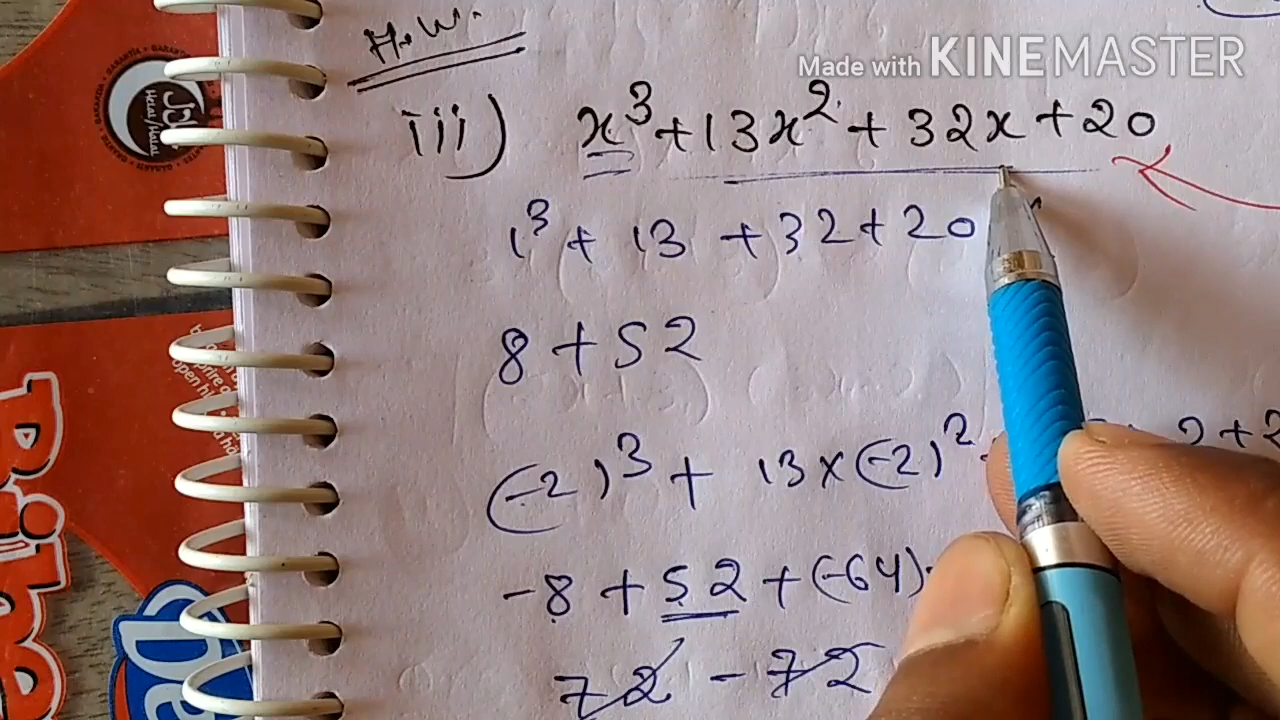 Made with KINEMASTER
H.W.
iii) x³ + 13x² + 32x + 20
1³ + 13 + 32 + 20
8 + 52
(-2)³ + 13 × (-2)²
-8 + 52 + (-64)
72 - 72